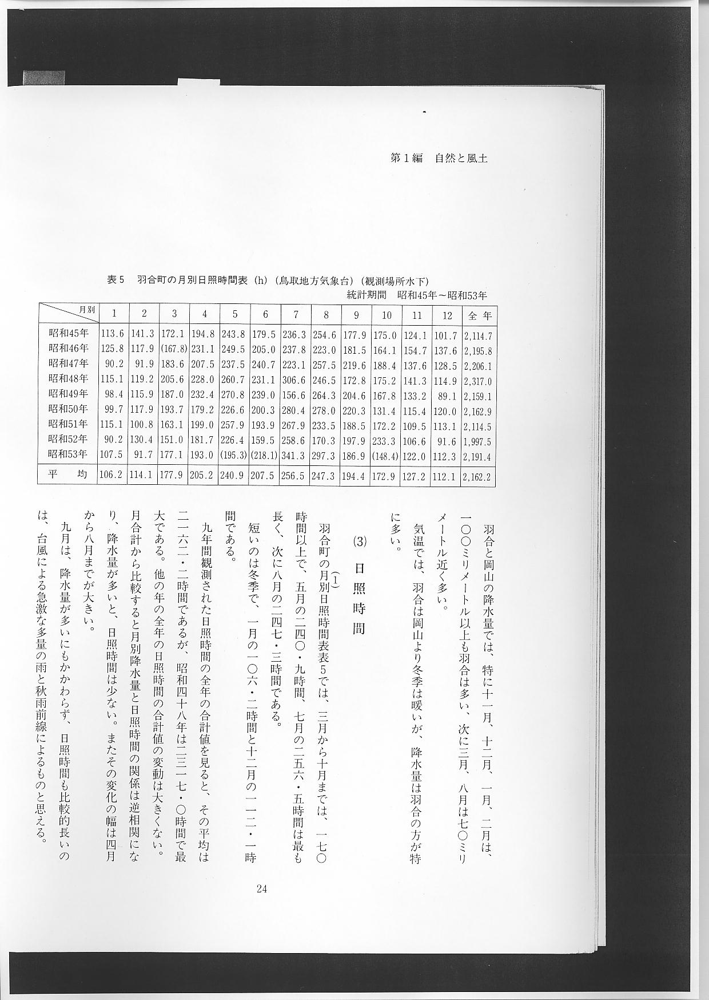 第1編　自然と風土
表5　羽合町の月別日照時間表（h）（鳥取地方気象台）（観測場所水下）
統計期間　昭和45年～昭和53年
月別 1 2 3 4 5 6 7 8 9 10 11 12 全年
昭和45年 113.6 141.3 172.1 194.8 243.8 179.5 236.3 254.6 177.9 175.0 124.1 101.7 2,114.7
昭和46年 125.8 117.9 (167.8) 231.1 249.5 205.0 237.8 223.0 181.5 164.1 154.7 137.6 2,195.8
昭和47年 90.2 91.9 183.6 207.5 237.5 240.7 223.1 257.5 219.6 188.4 137.6 128.5 2,206.1
昭和48年 115.1 119.2 205.6 228.0 260.7 231.1 306.6 246.5 172.8 175.2 141.3 114.9 2,317.0
昭和49年 98.4 115.9 187.0 232.4 270.8 239.0 156.6 264.3 204.6 167.8 133.2 89.1 2,159.1
昭和50年 99.7 117.9 193.7 179.2 226.6 200.3 280.4 278.0 220.3 131.4 115.4 120.0 2,162.9
昭和51年 115.1 100.8 163.1 199.0 257.9 193.9 267.9 233.5 188.5 172.2 109.5 113.1 2,114.5
昭和52年 90.2 130.4 151.0 181.7 226.4 159.5 258.6 170.3 197.9 233.3 106.6 91.6 1,997.5
昭和53年 107.5 91.7 177.1 193.0 (195.3) (218.1) 341.3 297.3 186.9 (148.4) 122.0 112.3 2,191.4
平均 106.2 114.1 177.9 205.2 240.9 207.5 256.5 247.3 194.4 172.9 127.2 112.1 2,162.2
羽合と岡山の降水量では、特に十一月、十二月、一月、二月は、
一〇〇ミリメートル以上も羽合は多い、次に三月、八月は七〇ミリ
メートル近く多い。
気温では、羽合は岡山より冬季は暖いが、降水量は羽合の方が特
に多い。
(3)　日照時間
(1)
羽合町の月別日照時間表表5では、三月から十月までは、一七〇
時間以上で、五月の二四〇・九時間、七月の二五六・五時間は最も
長く、次に八月の二四七・三時間である。
短いのは冬季で、一月の一〇六・二時間と十二月の一一二・一時
間である。
九年間観測された日照時間の全年の合計値を見ると、その平均は
二一六二・二時間であるが、昭和四十八年は二三一七・〇時間で最
大である。他の年の全年の日照時間の合計値の変動は大きくない。
月合計から比較すると月別降水量と日照時間の関係は逆相関にな
り、降水量が多いと、日照時間は少ない。またその変化の幅は四月
から八月までが大きい。
九月は、降水量が多いにもかかわらず、日照時間も比較的長いの
は、台風による急激な多量の雨と秋雨前線によるものと思える。
24